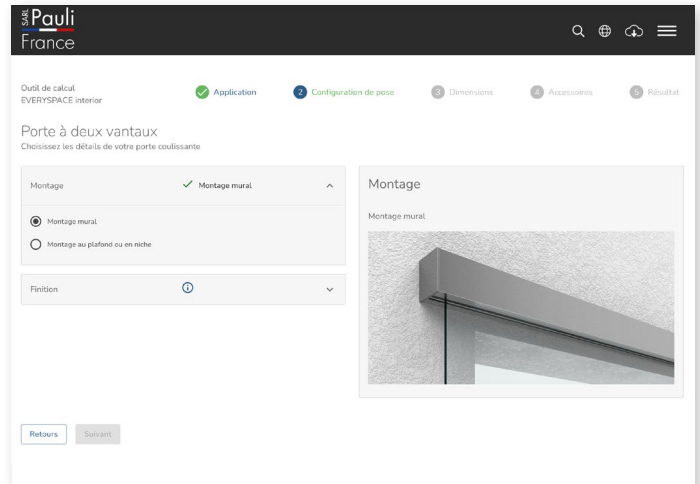 SARL Pauli
France
Outil de calcul
EVERYSPACE interior
Application
2 Configuration de pose
3 Dimensions
4 Accessoires
5 Résultat
Porte à deux vantaux
Choisissez les détails de votre porte coulissante
Montage
Montage mural
Montage mural
Montage au plafond ou en niche
Finition
Montage
Montage mural
Retours
Suivant